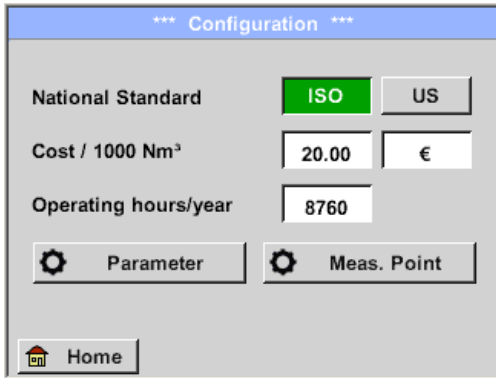 *** Configuration ***
National Standard ISO US
Cost / 1000 Nm³ 20.00 €
Operating hours/year 8760
Parameter Meas. Point
Home